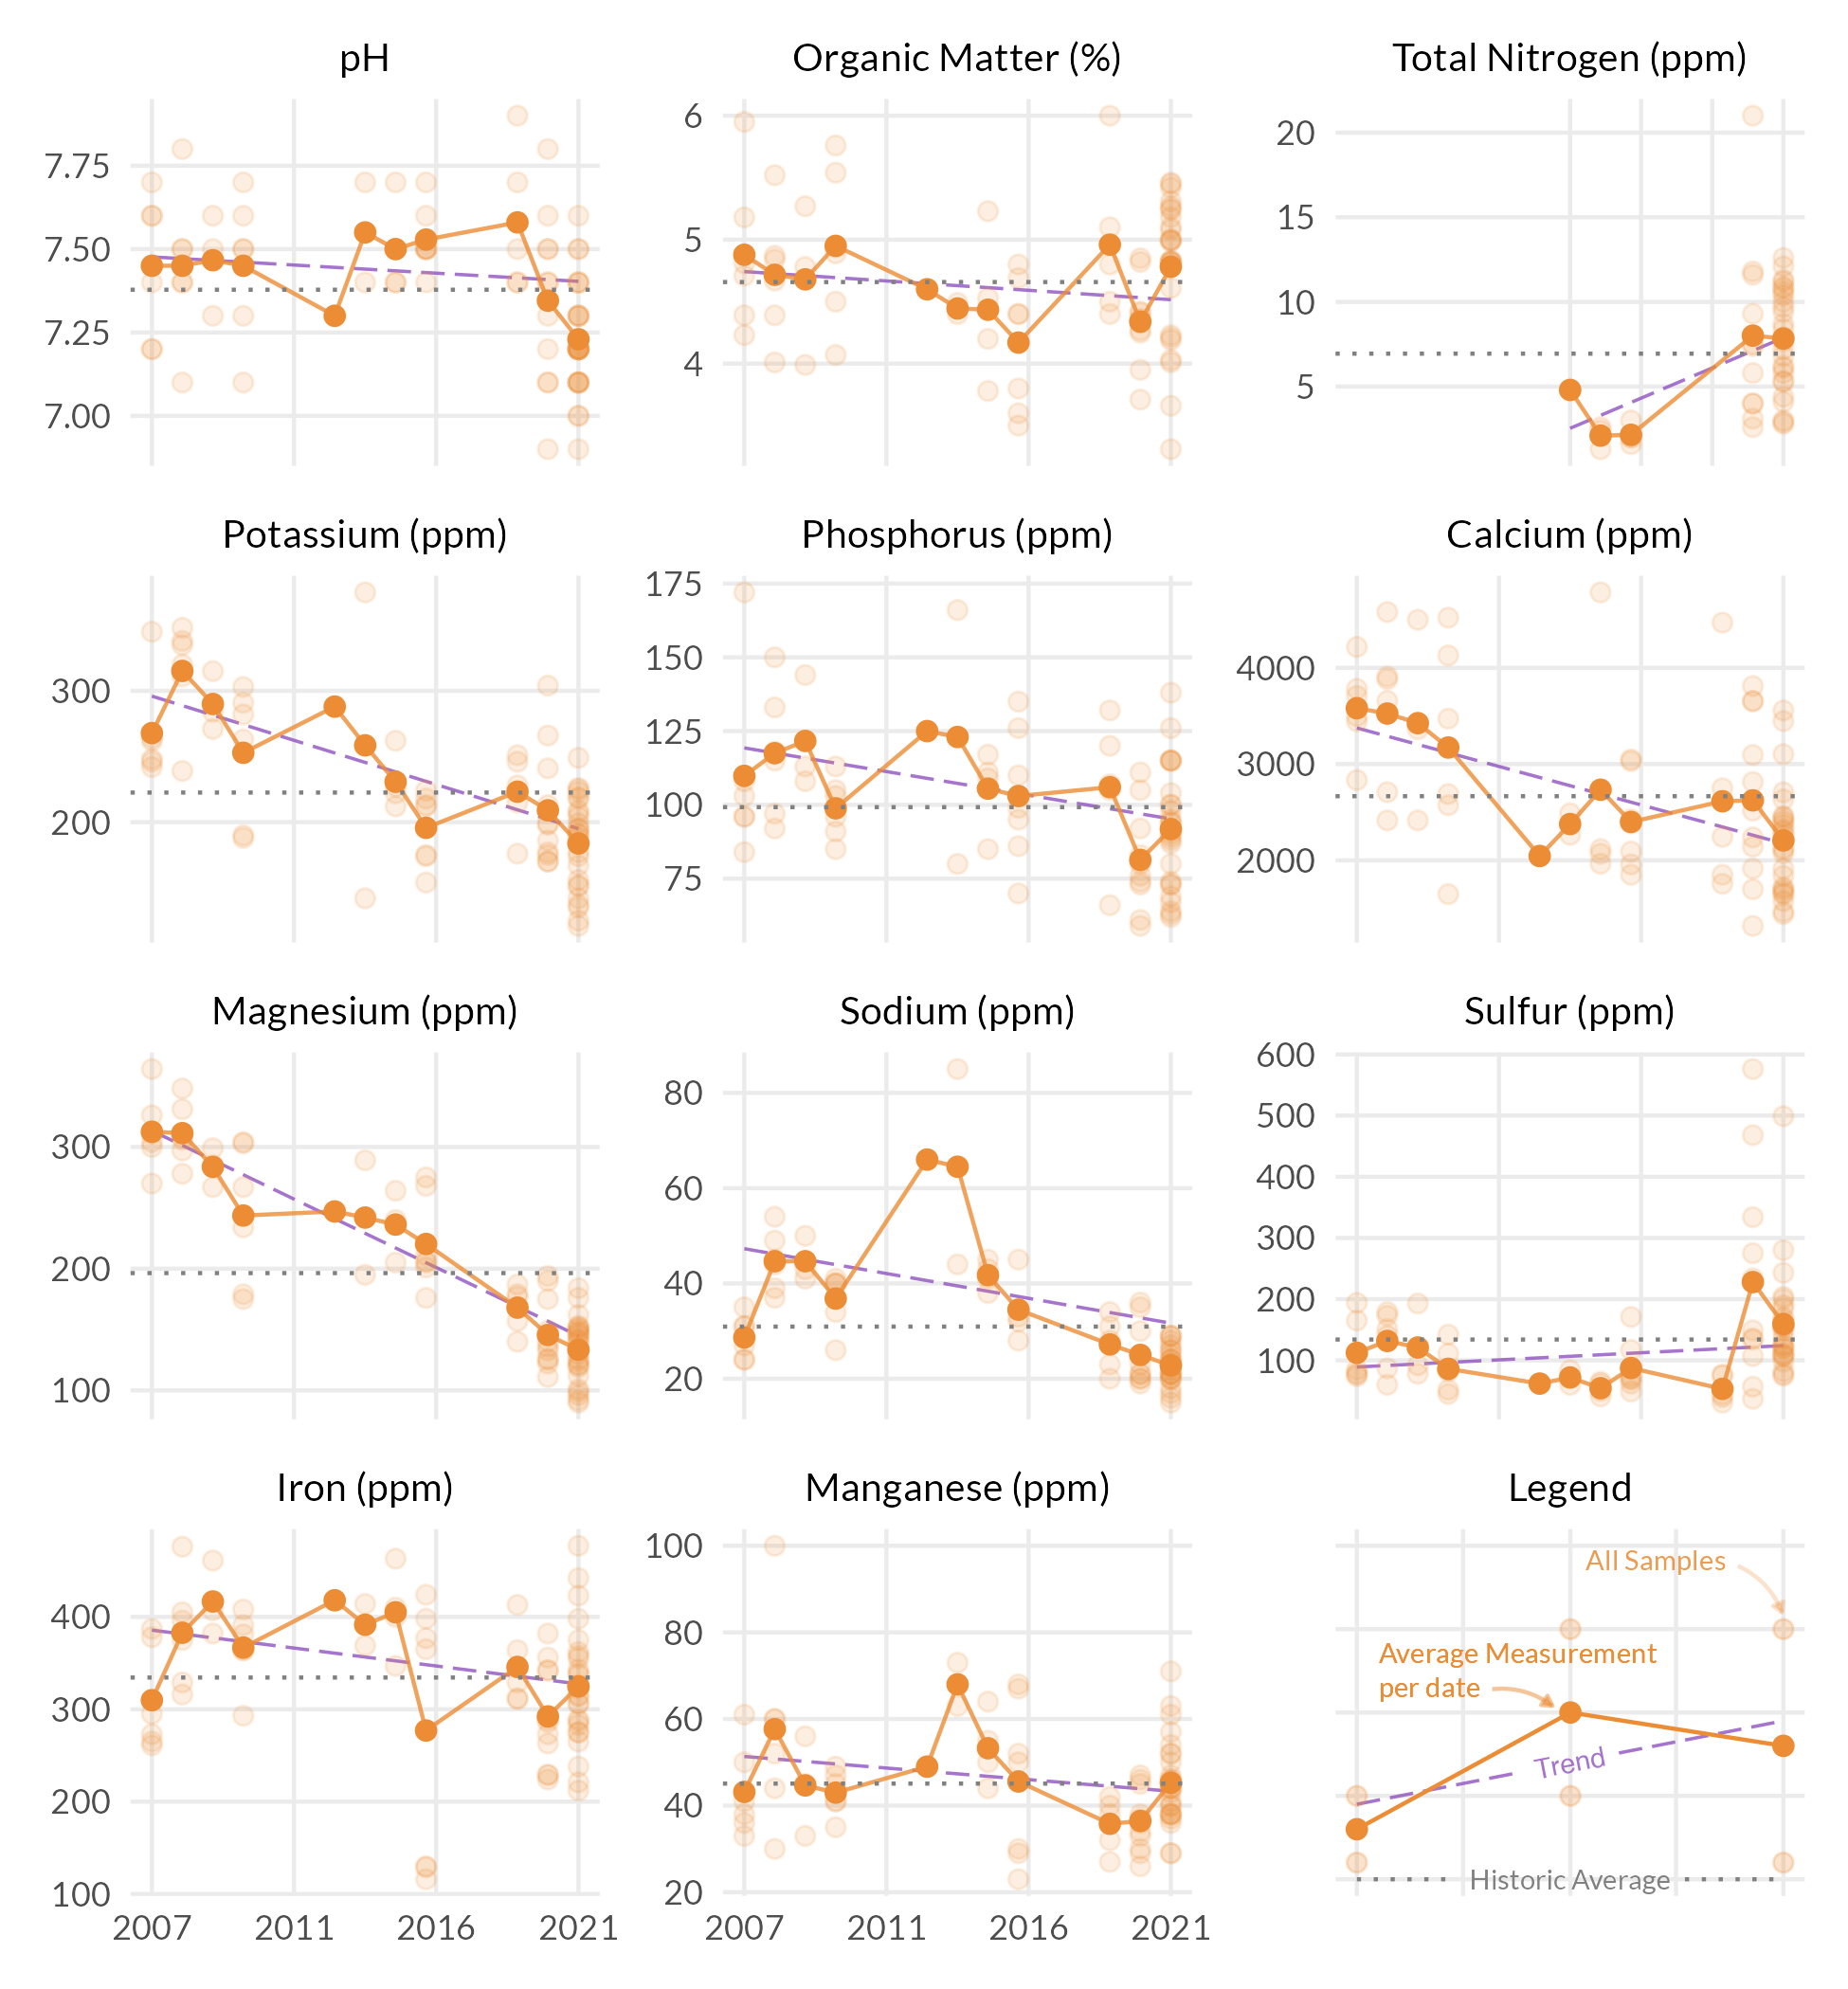 pH
Organic Matter (%)
Total Nitrogen (ppm)
7.75
7.50
7.25
7.00
6
5
4
20
15
10
5
Potassium (ppm)
Phosphorus (ppm)
Calcium (ppm)
300
200
175
150
125
100
75
4000
3000
2000
Magnesium (ppm)
Sodium (ppm)
Sulfur (ppm)
300
200
100
80
60
40
20
600
500
400
300
200
100
Iron (ppm)
Manganese (ppm)
Legend
400
300
200
100
100
80
60
40
20
All Samples
Average Measurement
per date
Trend
Historic Average
2007 2011 2016 2021
2007 2011 2016 2021